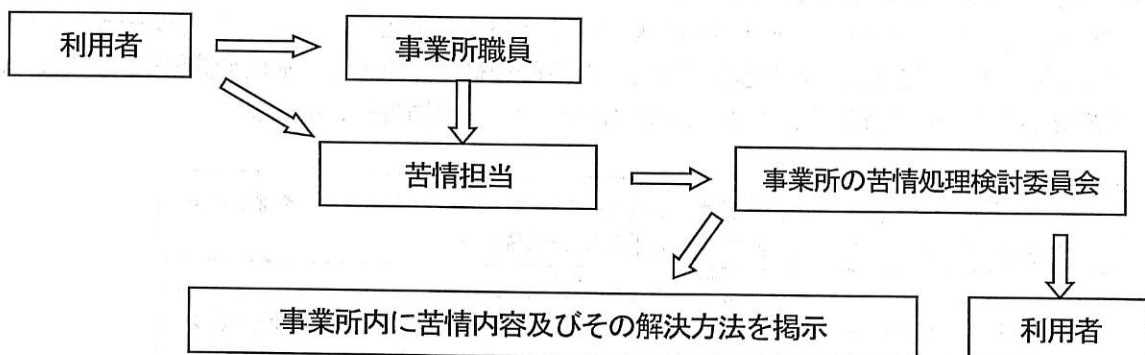 利用者
事業所職員
苦情担当
事業所の苦情処理検討委員会
事業所内に苦情内容及びその解決方法を掲示
利用者